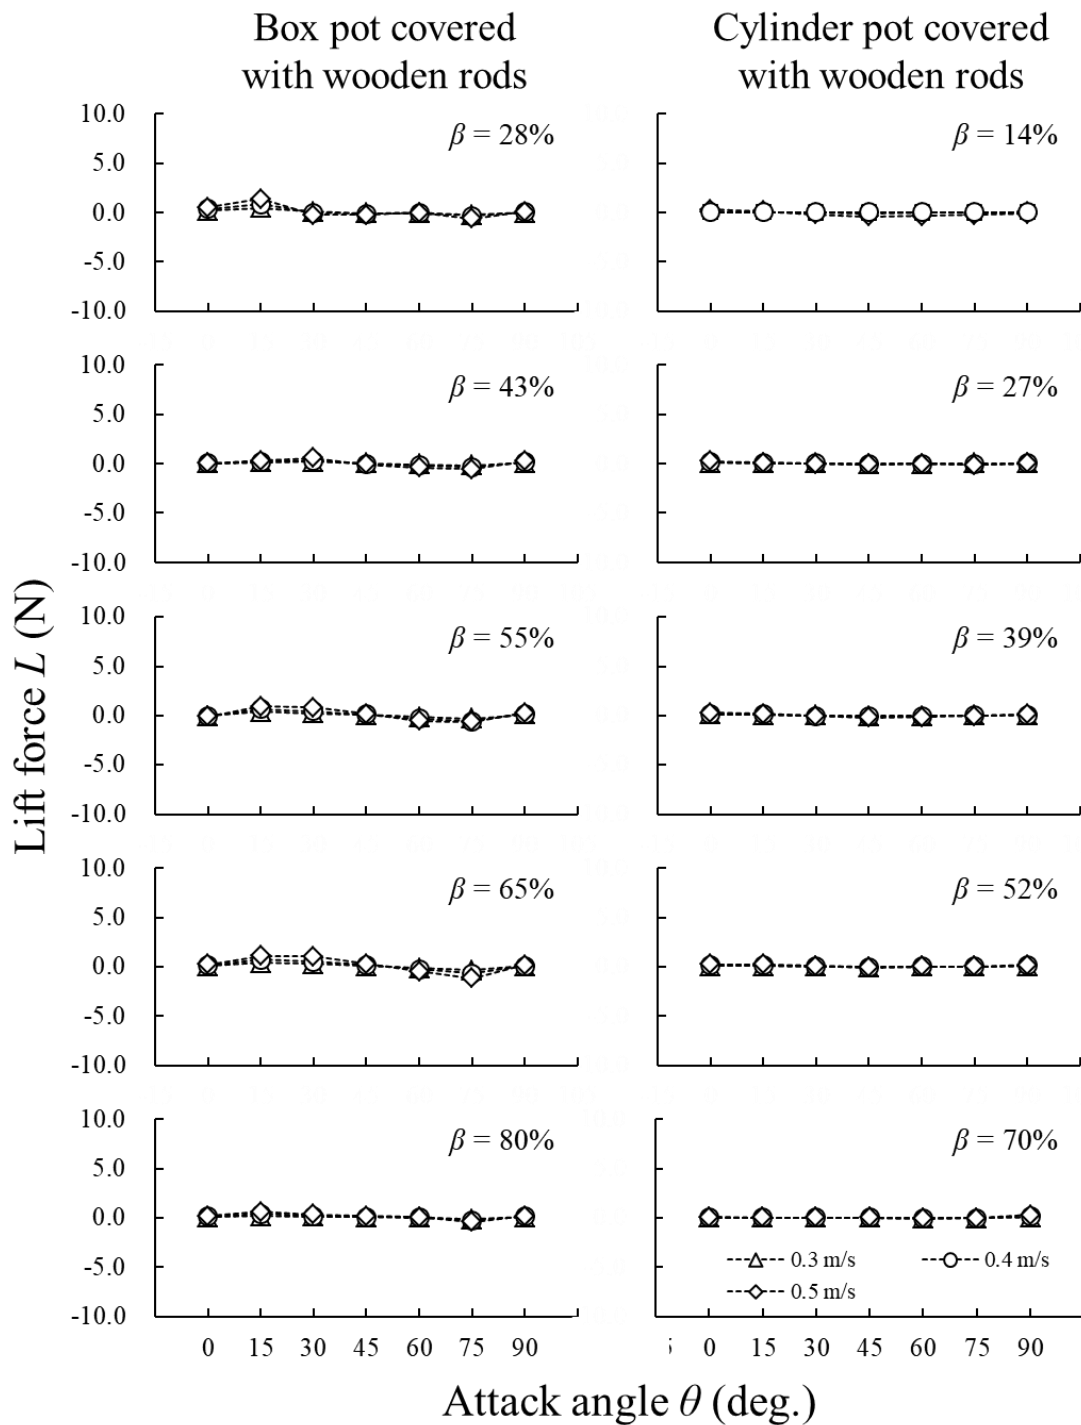 Box pot covered
with wooden rods
Cylinder pot covered
with wooden rods
Lift force L (N)
10.0
5.0
0.0
-5.0
-10.0
β = 28%
β = 14%
10.0
5.0
0.0
-5.0
-10.0
β = 43%
β = 27%
10.0
5.0
0.0
-5.0
-10.0
β = 55%
β = 39%
10.0
5.0
0.0
-5.0
-10.0
β = 65%
β = 52%
10.0
5.0
0.0
-5.0
-10.0
β = 80%
β = 70%
0.3 m/s 0.4 m/s
0.5 m/s
0 15 30 45 60 75 90
0 15 30 45 60 75 90
Attack angle θ (deg.)